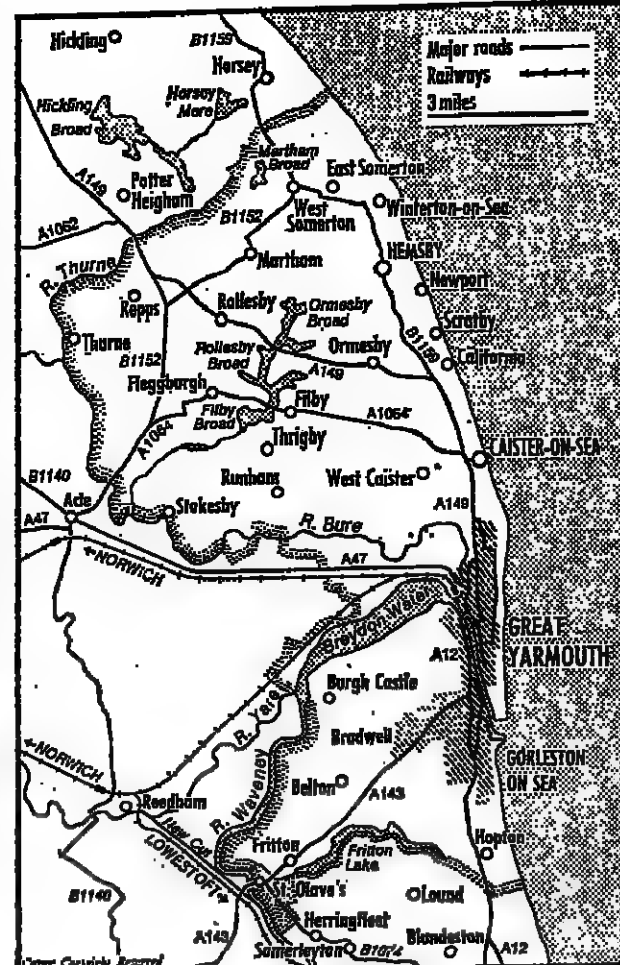 Hickling
B1159
Horsey
Major roads
Railways
3 miles
Hickling
Broad
Horsey
Mere
Martham
Broad
East Somerton
A149
Potter
Heigham
B1152
West
Somerton
Winterton-on-Sea
A1062
Martham
HEMSBY
R. Thurne
Newport
Repps
Rollesby
Ormesby
Broad
Scratby
Thurne
Rollesby
Broad
Ormesby
B1159
California
B1152
A149
Fleggburgh
Filby
Filby
Broad
A1064
A1064
Thrigby
CAISTER-ON-SEA
B1140
Runham
West Caister
Acle
Stokesby
A149
A47
R. Bure
←NORWICH
A47
Breydon Water
GREAT
YARMOUTH
A12
Burgh Castle
R. Yare
Bradwell
←NORWICH
GORLESTON
ON SEA
R. Waveney
Belton
A143
Reedham
New Cut
Hopton
LOWESTOFT
Fritton
Fritton
Lake
B1140
St. Olave's
Lound
Herringfleet
A143
Somerleyton
B1074
Blundeston
A12